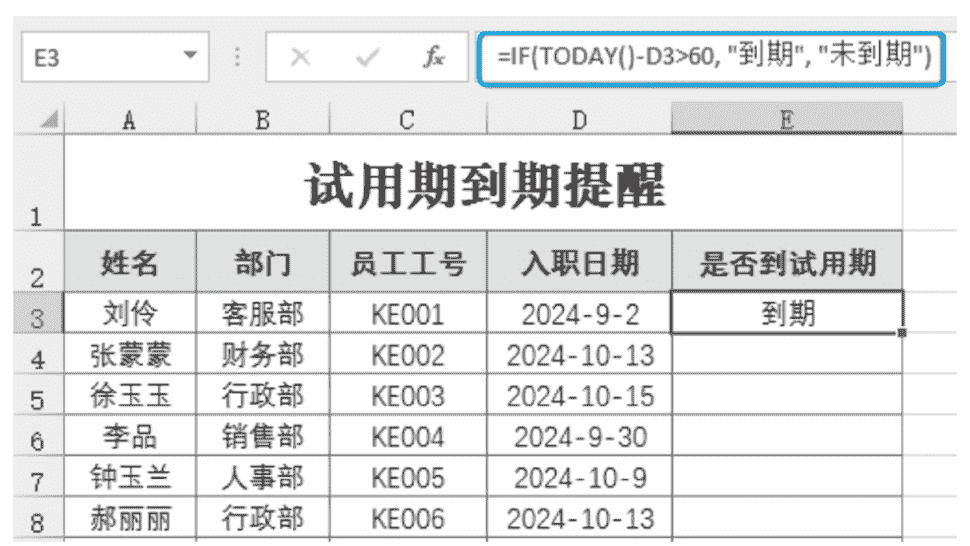 E3 fx =IF(TODAY()-D3>60, "到期", "未到期")
A B C D E
1 试用期到期提醒
2 姓名 部门 员工工号 入职日期 是否到试用期
3 刘伶 客服部 KE001 2024-9-2 到期
4 张蒙蒙 财务部 KE002 2024-10-13
5 徐玉玉 行政部 KE003 2024-10-15
6 李品 销售部 KE004 2024-9-30
7 钟玉兰 人事部 KE005 2024-10-9
8 郝丽丽 行政部 KE006 2024-10-13